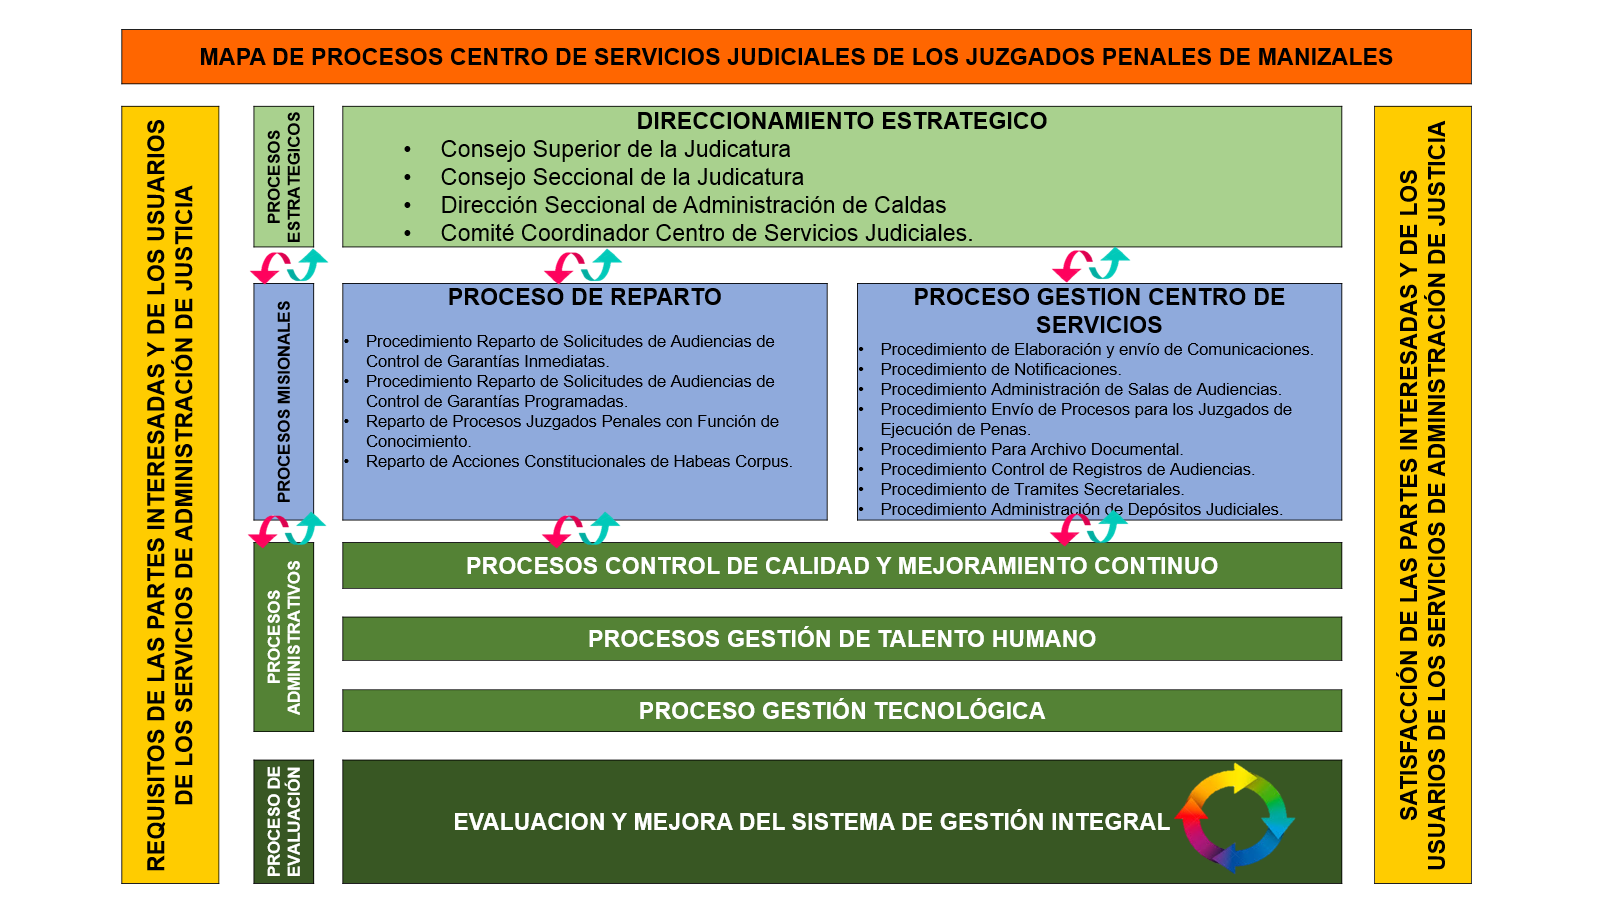 MAPA DE PROCESOS CENTRO DE SERVICIOS JUDICIALES DE LOS JUZGADOS PENALES DE MANIZALES
REQUISITOS DE LAS PARTES INTERESADAS Y DE LOS USUARIOS
DE LOS SERVICIOS DE ADMINISTRACIÓN DE JUSTICIA
PROCESOS
ESTRATEGICOS
DIRECCIONAMIENTO ESTRATEGICO
• Consejo Superior de la Judicatura
• Consejo Seccional de la Judicatura
• Dirección Seccional de Administración de Caldas
• Comité Coordinador Centro de Servicios Judiciales.
PROCESOS MISIONALES
PROCESO DE REPARTO
• Procedimiento Reparto de Solicitudes de Audiencias de
Control de Garantías Inmediatas.
• Procedimiento Reparto de Solicitudes de Audiencias de
Control de Garantías Programadas.
• Reparto de Procesos Juzgados Penales con Función de
Conocimiento.
• Reparto de Acciones Constitucionales de Habeas Corpus.
PROCESO GESTION CENTRO DE
SERVICIOS
• Procedimiento de Elaboración y envío de Comunicaciones.
• Procedimiento de Notificaciones.
• Procedimiento Administración de Salas de Audiencias.
• Procedimiento Envío de Procesos para los Juzgados de
Ejecución de Penas.
• Procedimiento Para Archivo Documental.
• Procedimiento Control de Registros de Audiencias.
• Procedimiento de Tramites Secretariales.
• Procedimiento Administración de Depósitos Judiciales.
PROCESOS
ADMINISTRATIVOS
PROCESOS CONTROL DE CALIDAD Y MEJORAMIENTO CONTINUO
PROCESOS GESTIÓN DE TALENTO HUMANO
PROCESO GESTIÓN TECNOLÓGICA
PROCESO DE
EVALUACIÓN
EVALUACION Y MEJORA DEL SISTEMA DE GESTIÓN INTEGRAL
SATISFACCIÓN DE LAS PARTES INTERESADAS Y DE LOS
USUARIOS DE LOS SERVICIOS DE ADMINISTRACIÓN DE JUSTICIA